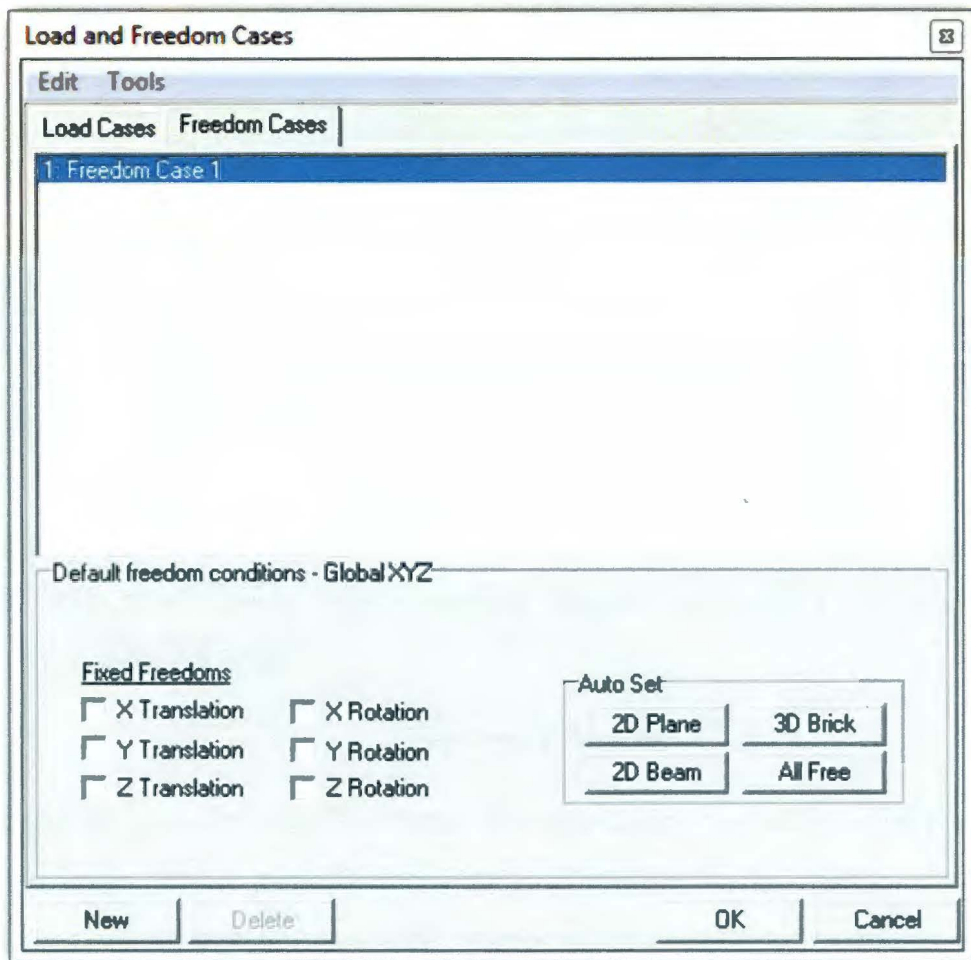 Load and Freedom Cases
Edit Tools
Load Cases Freedom Cases
1: Freedom Case 1
Default freedom conditions - Global XYZ
Fixed Freedoms
X Translation X Rotation
Y Translation Y Rotation
Z Translation Z Rotation
Auto Set
2D Plane 3D Brick
2D Beam All Free
New Delete OK Cancel